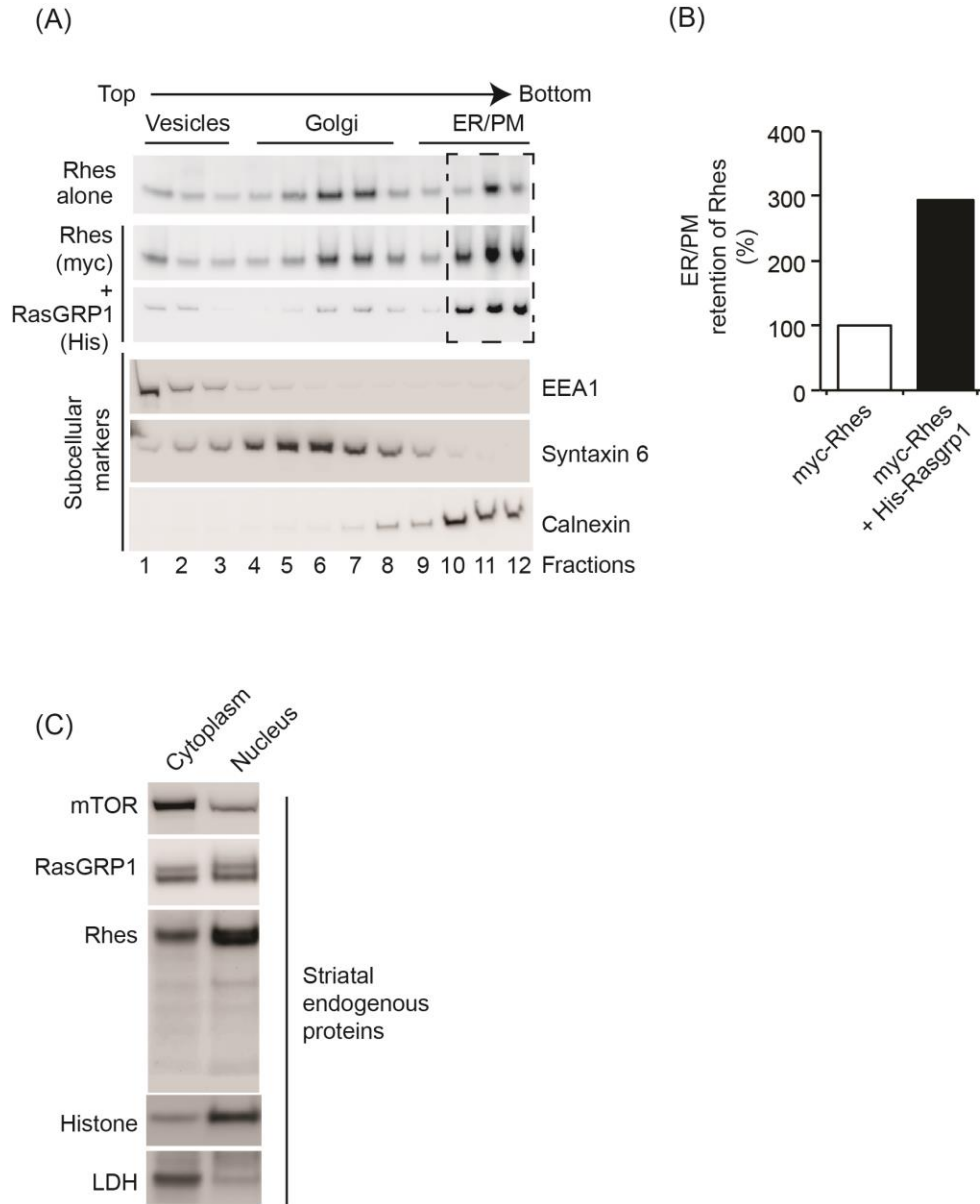 (A)
Top
Bottom
Vesicles Golgi ER/PM
Rhes
alone
Rhes
(myc)
+
RasGRP1
(His)
Subcellular
markers
EEA1
Syntaxin 6
Calnexin
1 2 3 4 5 6 7 8 9 10 11 12 Fractions
(B)
ER/PM
retention of Rhes
(%)
400
300
200
100
0
myc-Rhes
myc-Rhes
+ His-Rasgrp1
(C)
Cytoplasm
Nucleus
mTOR
RasGRP1
Rhes
Histone
LDH
Striatal
endogenous
proteins